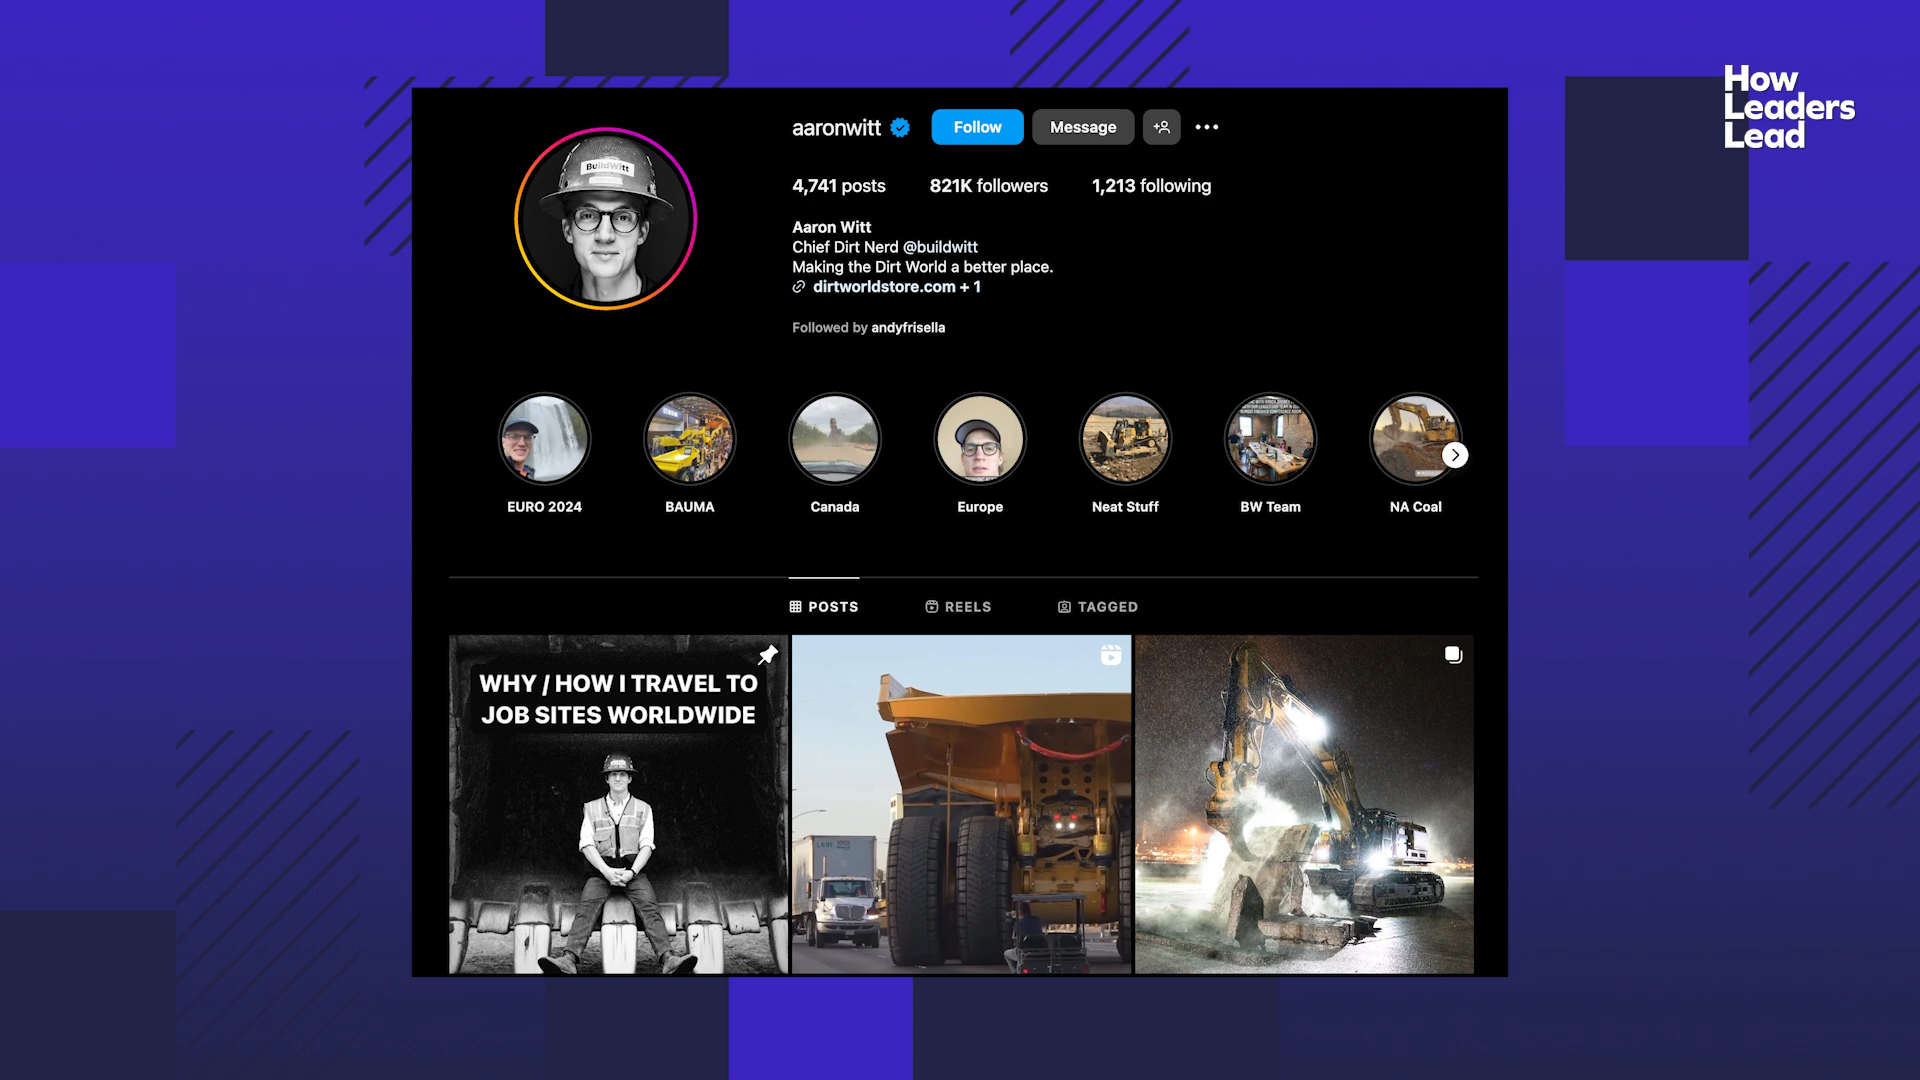 How
Leaders
Lead
aaronwitt
Follow
Message
4,741 posts
821K followers
1,213 following
BuildWitt
Aaron Witt
Chief Dirt Nerd @buildwitt
Making the Dirt World a better place.
dirtworldstore.com + 1
Followed by andyfrisella
EURO 2024
BAUMA
Canada
Europe
Neat Stuff
BW Team
NA Coal
POSTS
REELS
TAGGED
WHY / HOW I TRAVEL TO
JOB SITES WORLDWIDE